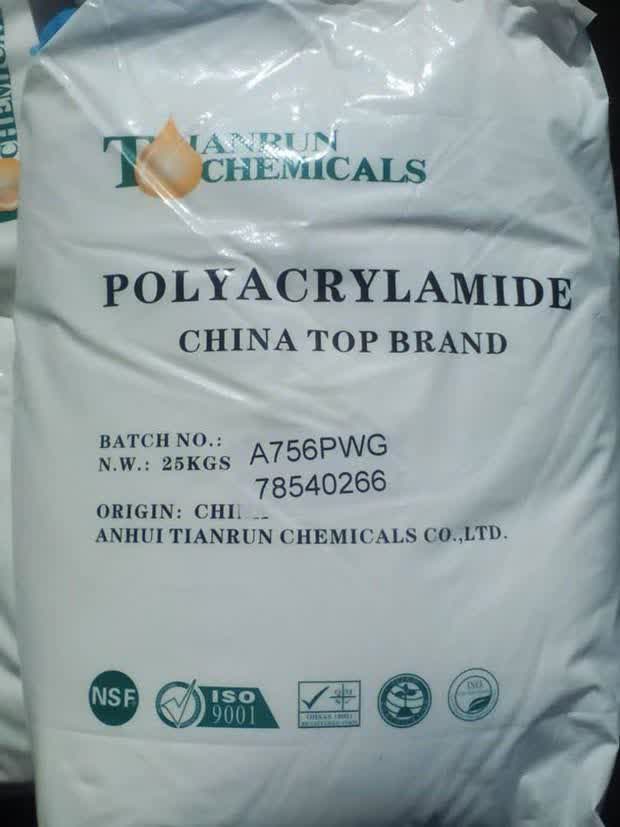 TIANRUN
CHEMICALS
POLYACRYLAMIDE
CHINA TOP BRAND
BATCH NO.: A756PWG
N.W.: 25KGS
78540266
ORIGIN:
ANHUI TIANRUN CHEMICALS CO.,LTD.
NSF
ISO
9001
ISO